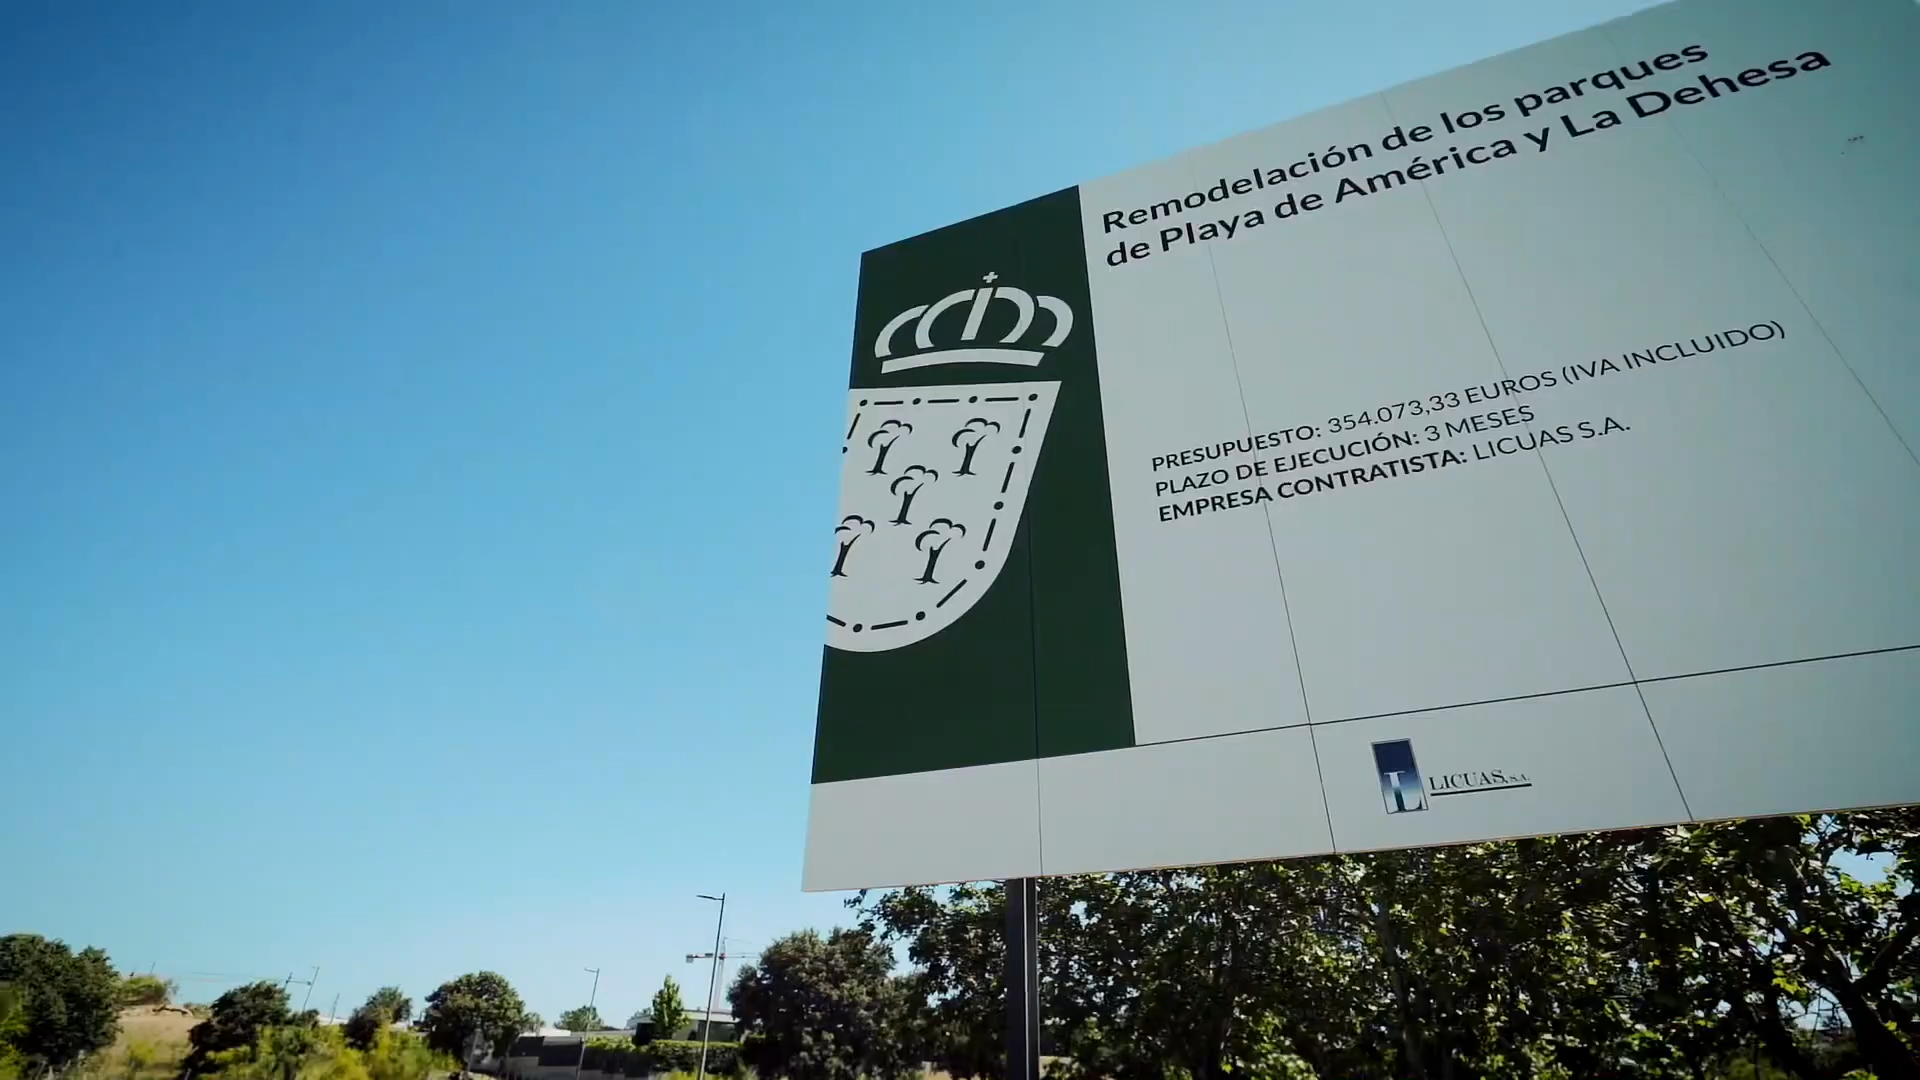 Remodelación de los parques
de Playa de América y La Dehesa
PRESUPUESTO: 354.073,33 EUROS (IVA INCLUIDO)
PLAZO DE EJECUCIÓN: 3 MESES
EMPRESA CONTRATISTA: LICUAS S.A.
L LICUAS, S.A.